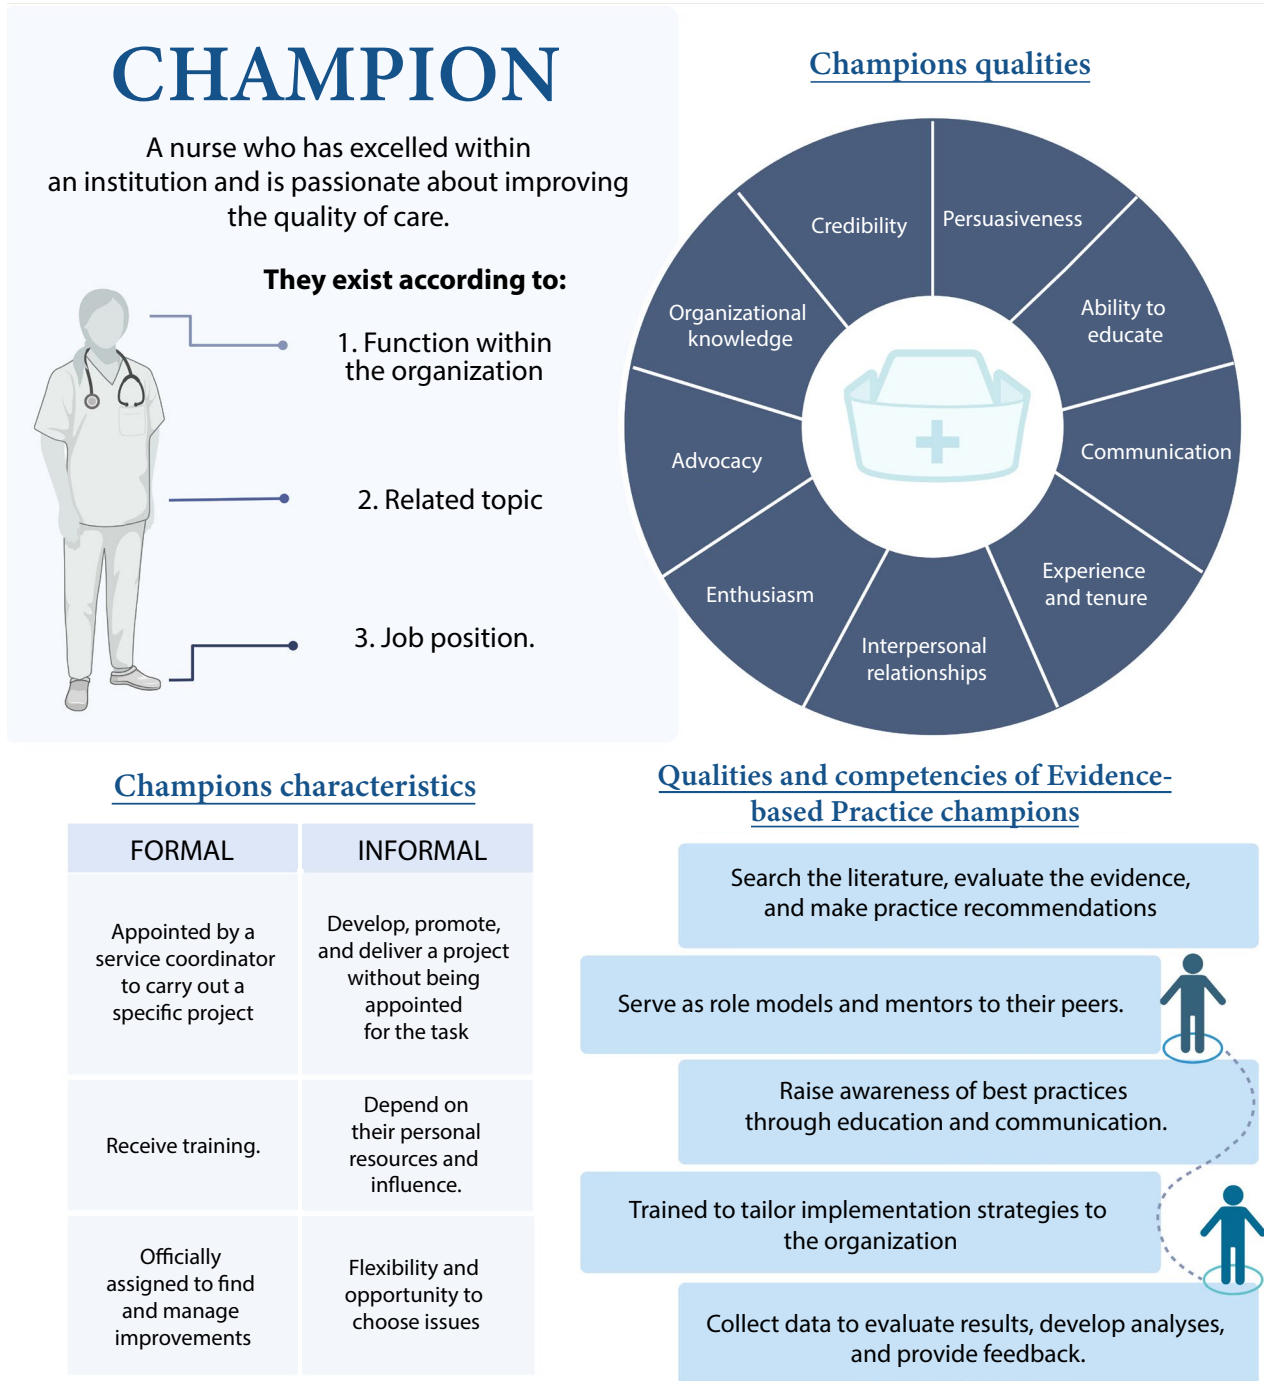 CHAMPION
A nurse who has excelled within
an institution and is passionate about improving
the quality of care.
They exist according to:
1. Function within
the organization
2. Related topic
3. Job position.
Champions qualities
Persuasiveness
Ability to
educate
Communication
Experience
and tenure
Interpersonal
relationships
Enthusiasm
Advocacy
Organizational
knowledge
Credibility
Champions characteristics
FORMAL
INFORMAL
Appointed by a
service coordinator
to carry out a
specific project
Develop, promote,
and deliver a project
without being
appointed
for the task
Receive training.
Depend on
their personal
resources and
influence.
Officially
assigned to find
and manage
improvements
Flexibility and
opportunity to
choose issues
Qualities and competencies of Evidence-
based Practice champions
Search the literature, evaluate the evidence,
and make practice recommendations
Serve as role models and mentors to their peers.
Raise awareness of best practices
through education and communication.
Trained to tailor implementation strategies to
the organization
Collect data to evaluate results, develop analyses,
and provide feedback.